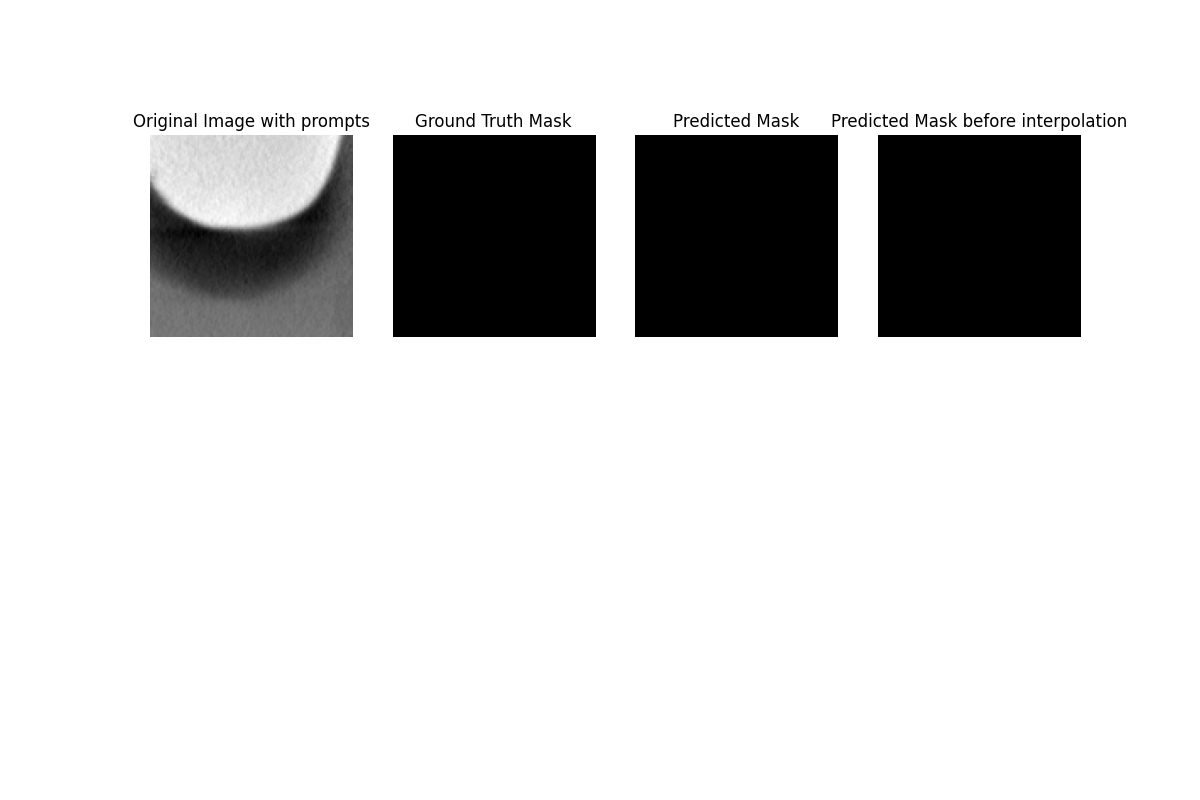 Original Image with prompts
Ground Truth Mask
Predicted Mask
Predicted Mask before interpolation